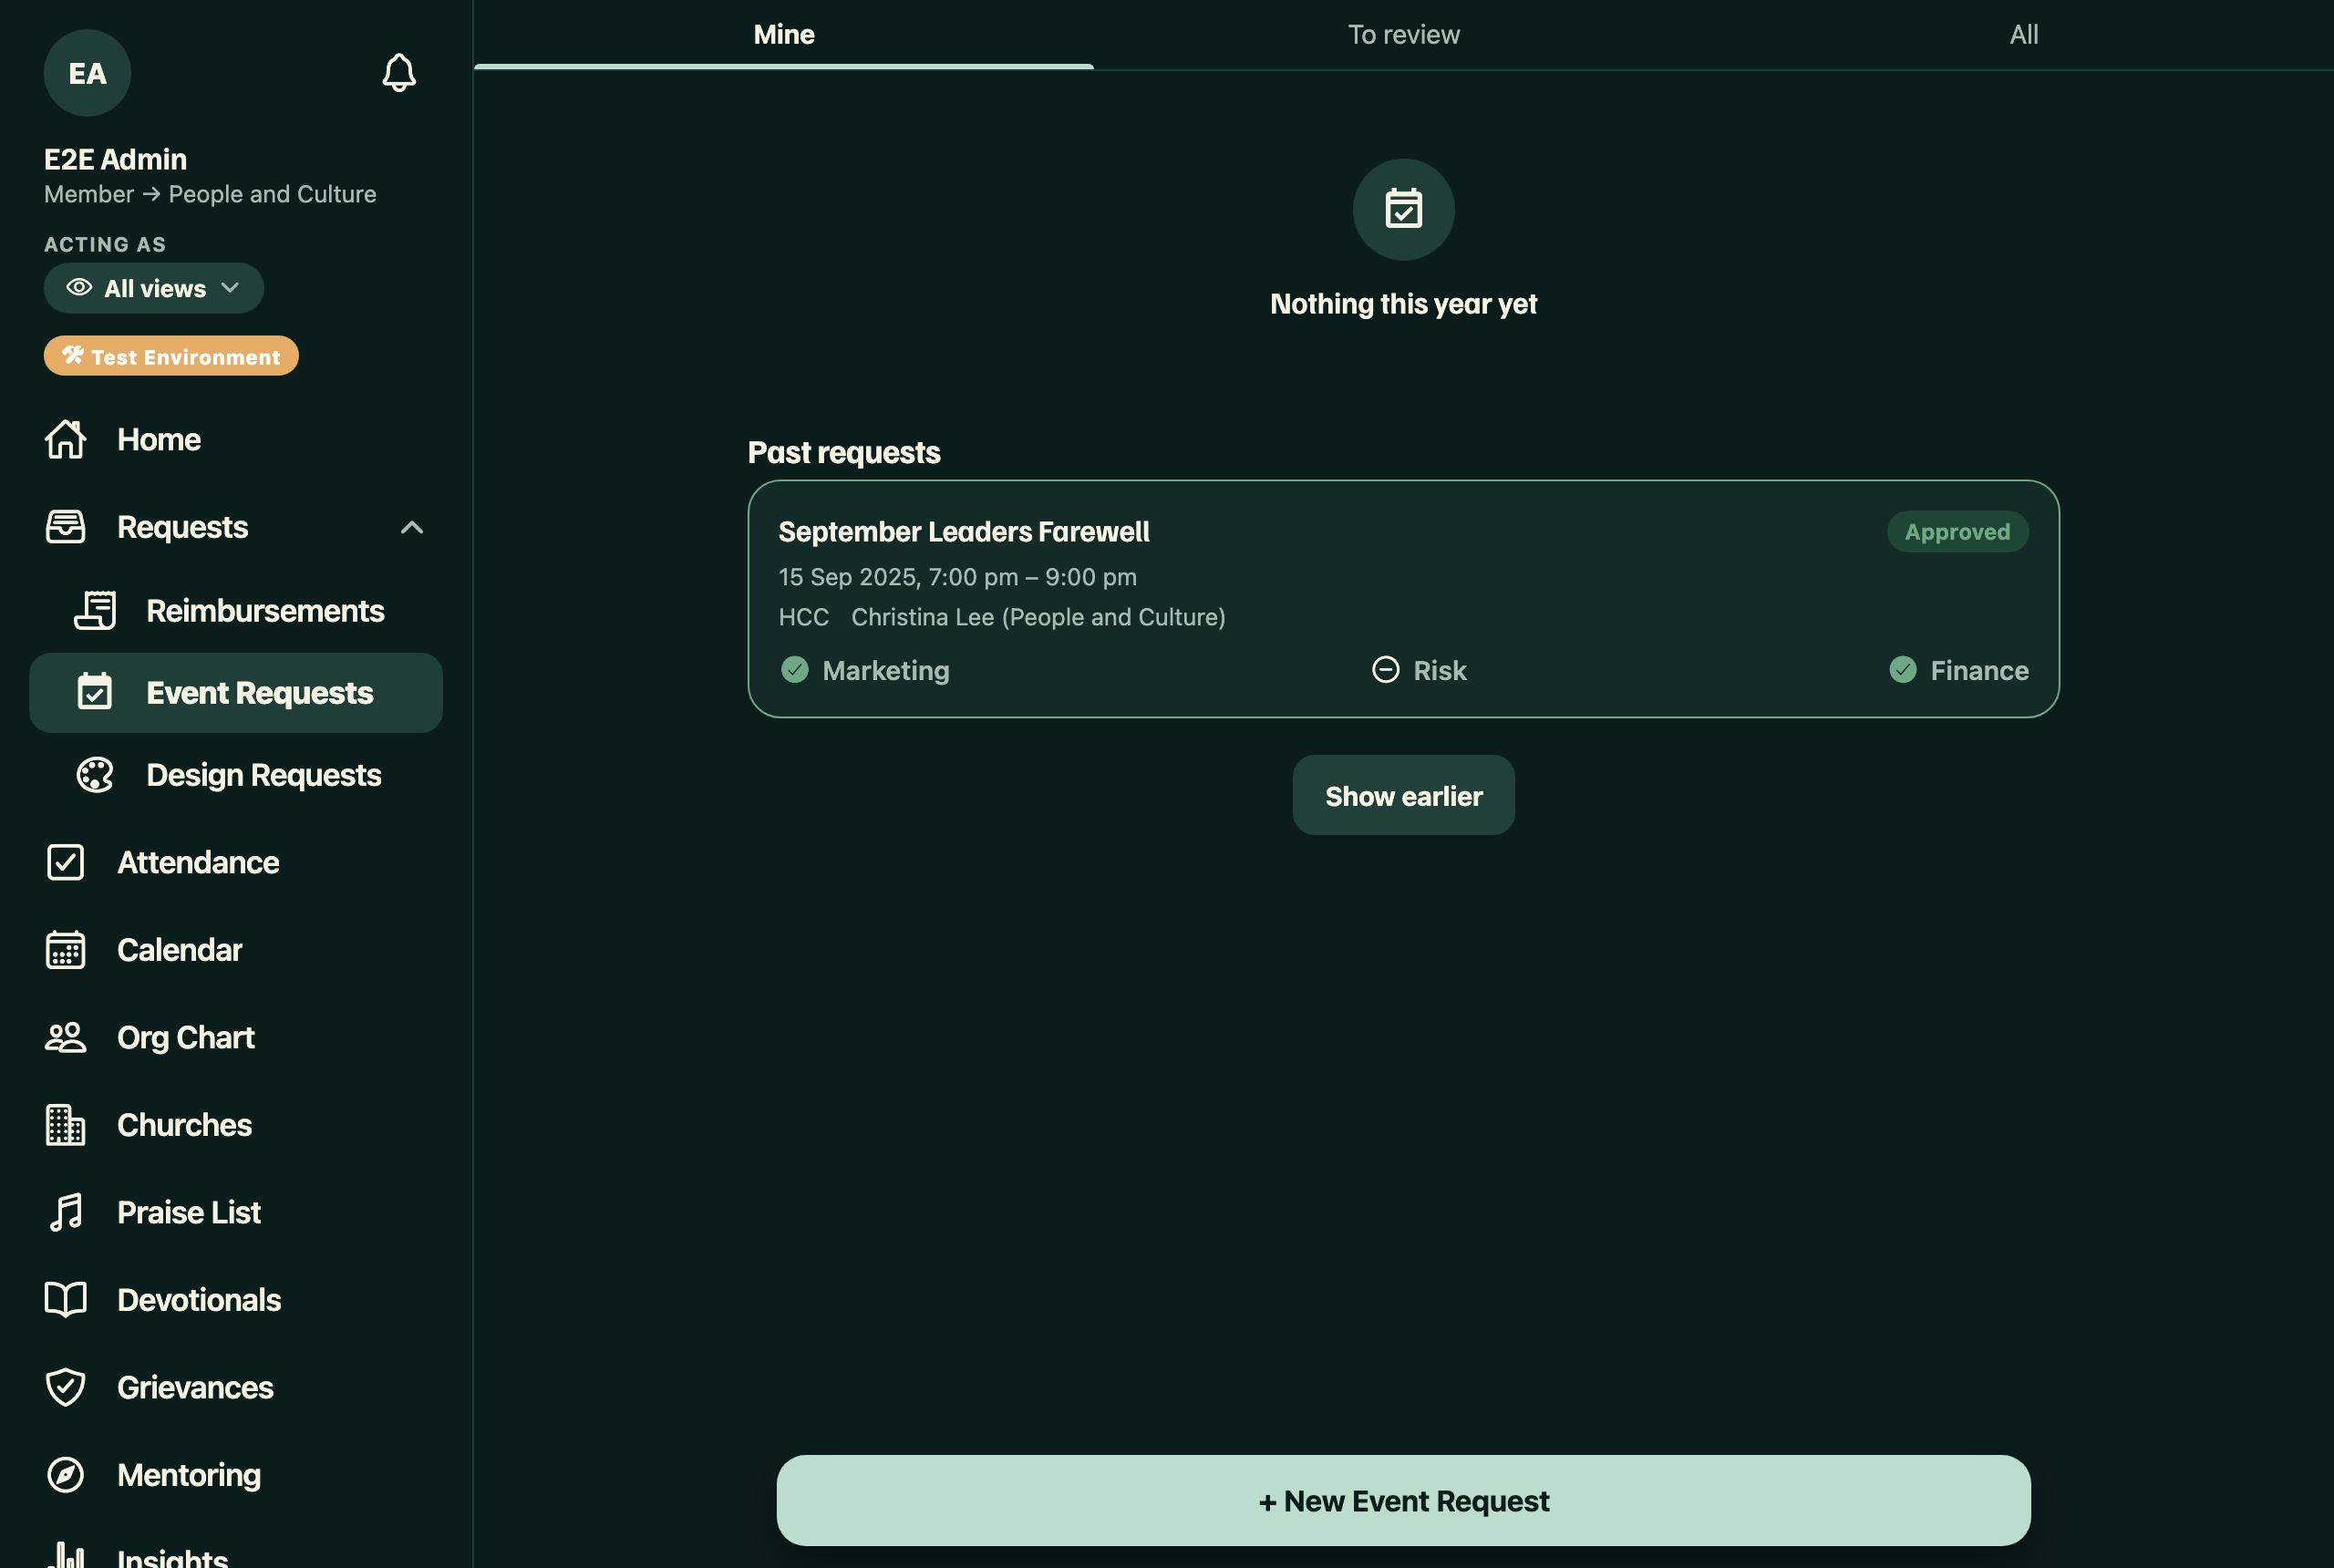 EA
E2E Admin
Member → People and Culture
ACTING AS
All views
Test Environment
Home
Requests
Reimbursements
Event Requests
Design Requests
Attendance
Calendar
Org Chart
Churches
Praise List
Devotionals
Grievances
Mentoring
Insights
Mine
To review
All
Nothing this year yet
Past requests
September Leaders Farewell
Approved
15 Sep 2025, 7:00 pm – 9:00 pm
HCC Christina Lee (People and Culture)
Marketing
Risk
Finance
Show earlier
+ New Event Request